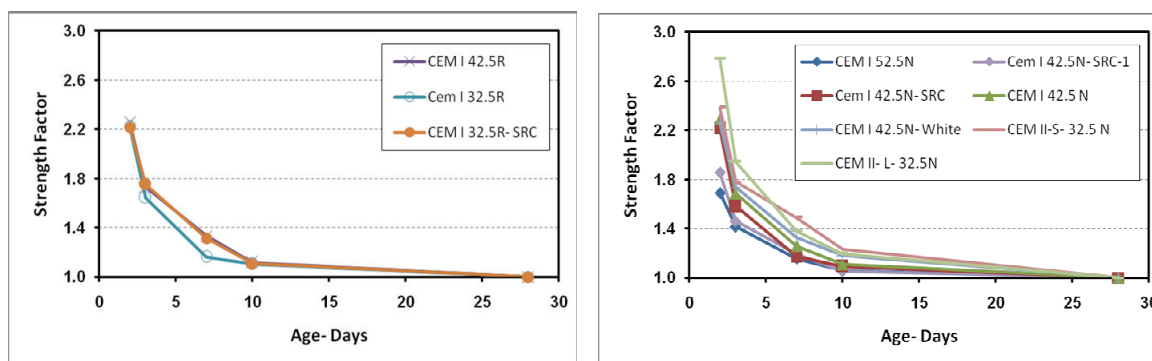 3.0
2.6
2.2
1.8
1.4
1.0
Strength Factor
CEM I 42.5R
Cem I 32.5R
CEM I 32.5R- SRC
0 5 10 15 20 25 30
Age- Days
3.0
2.6
2.2
1.8
1.4
1.0
Strength Factor
CEM I 52.5N Cem I 42.5N- SRC-1
Cem I 42.5N- SRC CEM I 42.5 N
CEM I 42.5N- White CEM II-S- 32.5 N
CEM II- L- 32.5N
0 5 10 15 20 25 30
Age- Days